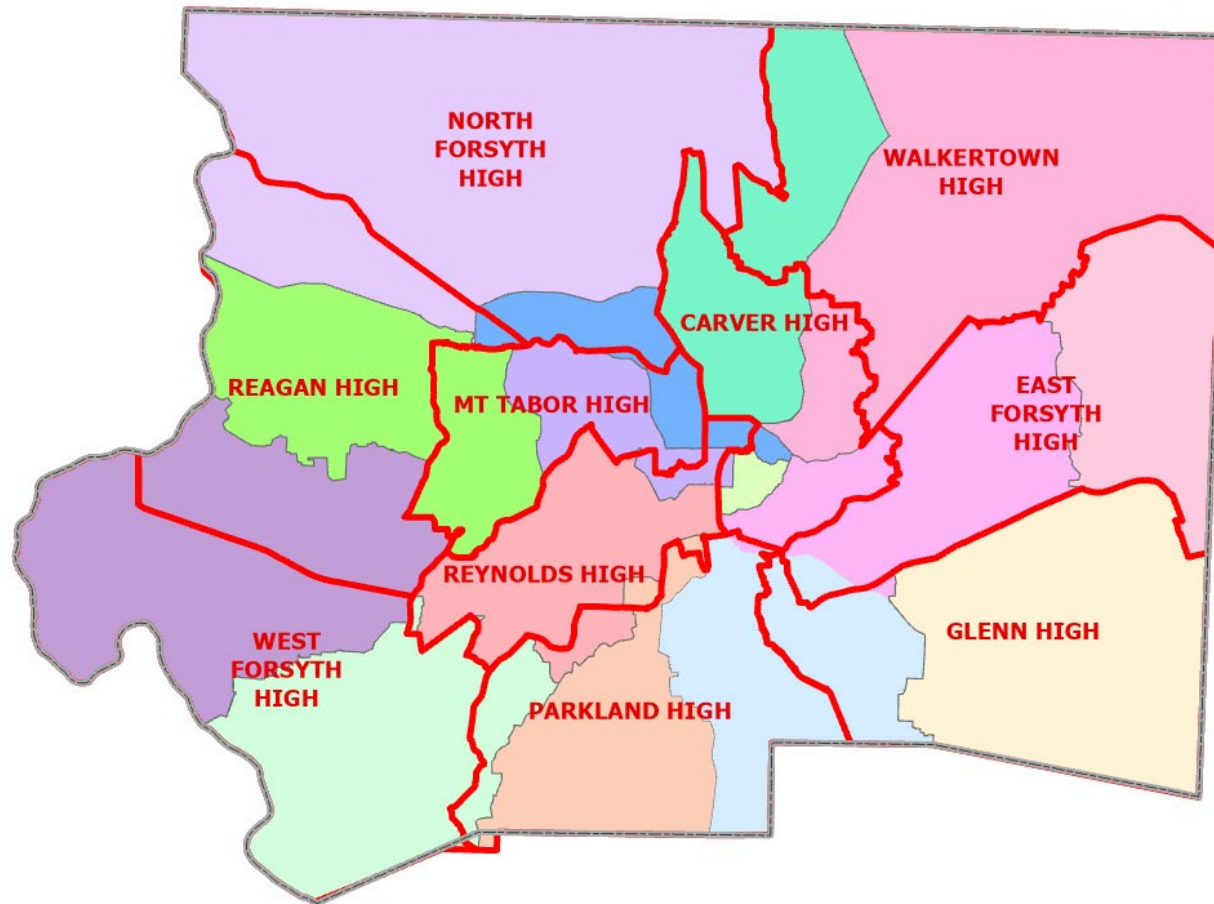 NORTH
FORSYTH
HIGH
WALKERTOWN
HIGH
CARVER HIGH
REAGAN HIGH
MT TABOR HIGH
EAST
FORSYTH
HIGH
REYNOLDS HIGH
GLENN HIGH
WEST
FORSYTH
HIGH
PARKLAND HIGH